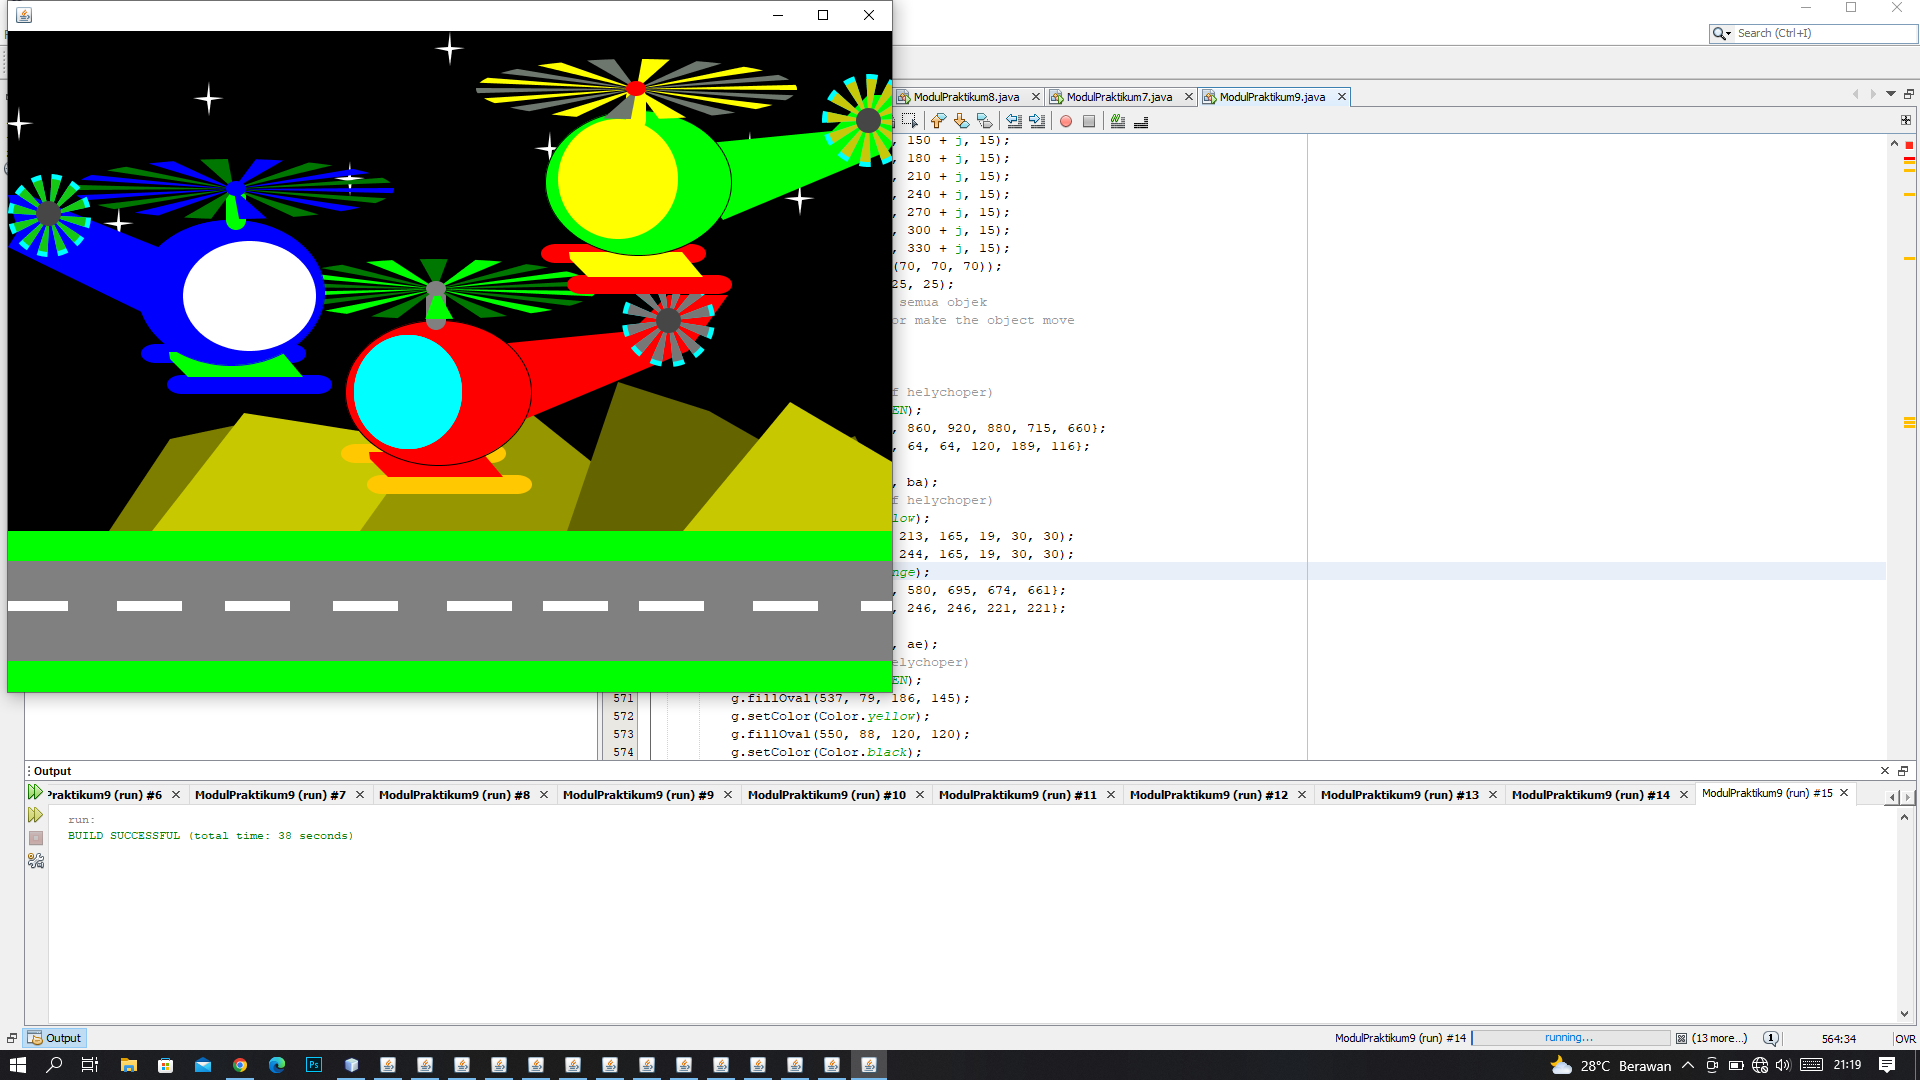 Search (Ctrl+I)
ModulPraktikum8.java
ModulPraktikum7.java
ModulPraktikum9.java
, 150 + j, 15);
, 180 + j, 15);
, 210 + j, 15);
, 240 + j, 15);
, 270 + j, 15);
, 300 + j, 15);
, 330 + j, 15);
(70, 70, 70));
25, 25);
semua objek
or make the object move
f helychoper)
EN);
, 860, 920, 880, 715, 660};
, 64, 64, 120, 189, 116};
, ba);
f helychoper)
low);
213, 165, 19, 30, 30);
244, 165, 19, 30, 30);
nge);
, 580, 695, 674, 661};
, 246, 246, 221, 221};
, ae);
elychoper)
EN);
571 g.fillOval(537, 79, 186, 145);
572 g.setColor(Color.yellow);
573 g.fillOval(550, 88, 120, 120);
574 g.setColor(Color.black);
Output
Praktikum9 (run) #6 ModulPraktikum9 (run) #7 ModulPraktikum9 (run) #8 ModulPraktikum9 (run) #9 ModulPraktikum9 (run) #10 ModulPraktikum9 (run) #11 ModulPraktikum9 (run) #12 ModulPraktikum9 (run) #13 ModulPraktikum9 (run) #14 ModulPraktikum9 (run) #15
run:
BUILD SUCCESSFUL (total time: 38 seconds)
Output ModulPraktikum9 (run) #14 running... (13 more...) 1 564:34 OVR
Ps 28°C Berawan 21:19